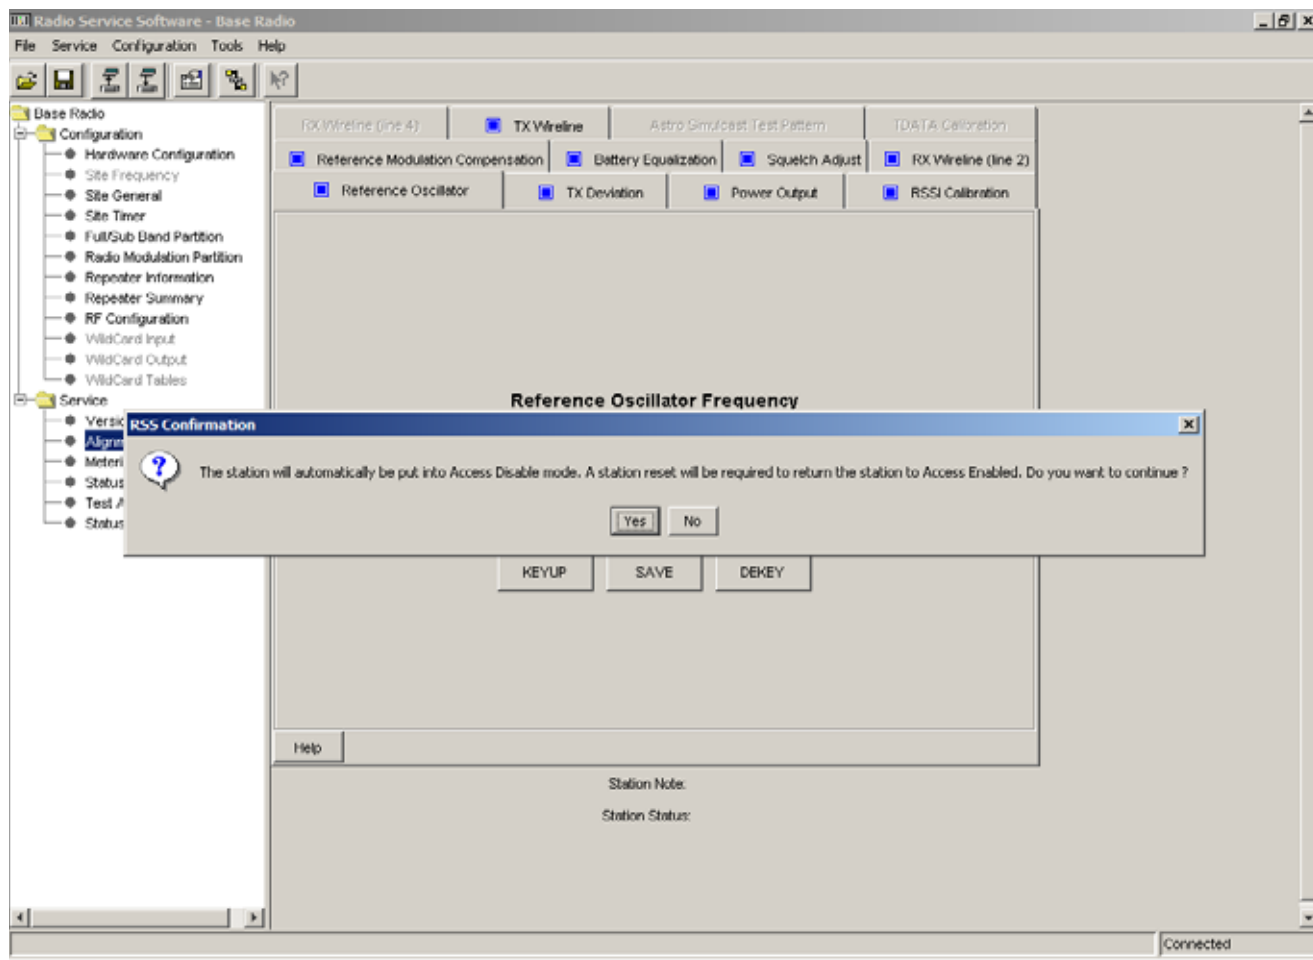 Radio Service Software - Base Radio
File Service Configuration Tools Help
Base Radio
Configuration
Hardware Configuration
Site Frequency
Site General
Site Timer
Full/Sub Band Partition
Radio Modulation Partition
Repeater Information
Repeater Summary
RF Configuration
WildCard Input
WildCard Output
WildCard Tables
Service
Versio
Alignm
Meteri
Status
Test A
Status
RX Wireline (line 4) TX Wireline Astro Simulcast Test Pattern TDATA Calibration
Reference Modulation Compensation Battery Equalization Squelch Adjust RX Wireline (line 2)
Reference Oscillator TX Deviation Power Output RSSI Calibration
Reference Oscillator Frequency
RSS Confirmation
The station will automatically be put into Access Disable mode. A station reset will be required to return the station to Access Enabled. Do you want to continue ?
Yes No
KEYUP SAVE DEKEY
Help
Station Note:
Station Status:
Connected